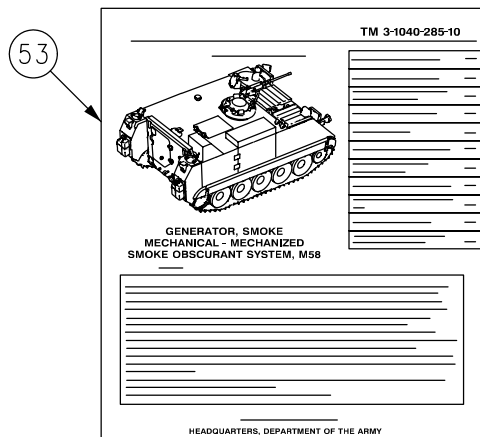 53
TM 3-1040-285-10
GENERATOR, SMOKE
MECHANICAL - MECHANIZED
SMOKE OBSCURANT SYSTEM, M58
HEADQUARTERS, DEPARTMENT OF THE ARMY